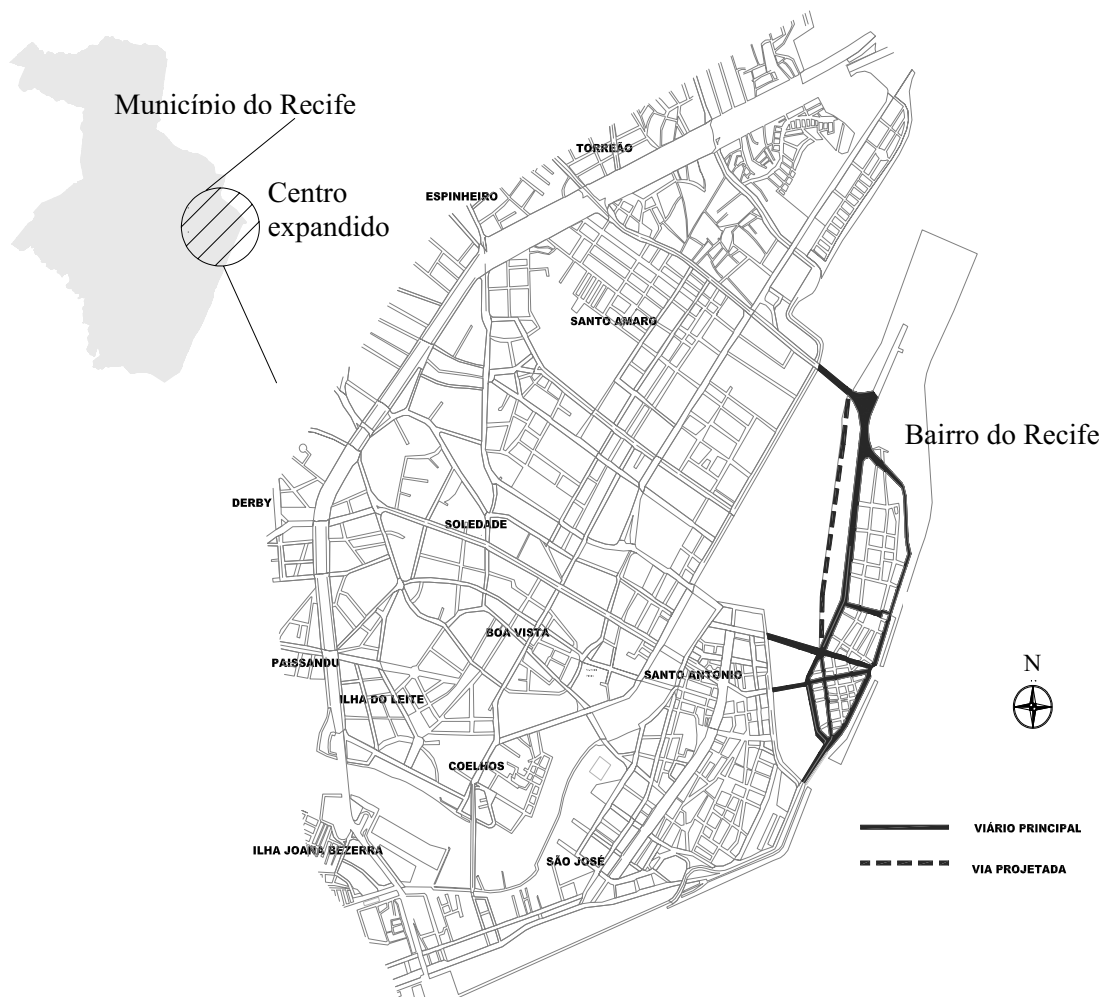 Município do Recife
Centro
expandido
TORREÃO
ESPINHEIRO
SANTO AMARO
Bairro do Recife
DERBY
SOLEDADE
BOA VISTA
PAISSANDU
SANTO ANTONIO
ILHA DO LEITE
N
COELHOS
VIÁRIO PRINCIPAL
ILHA JOANA BEZERRA
SÃO JOSÉ
VIA PROJETADA